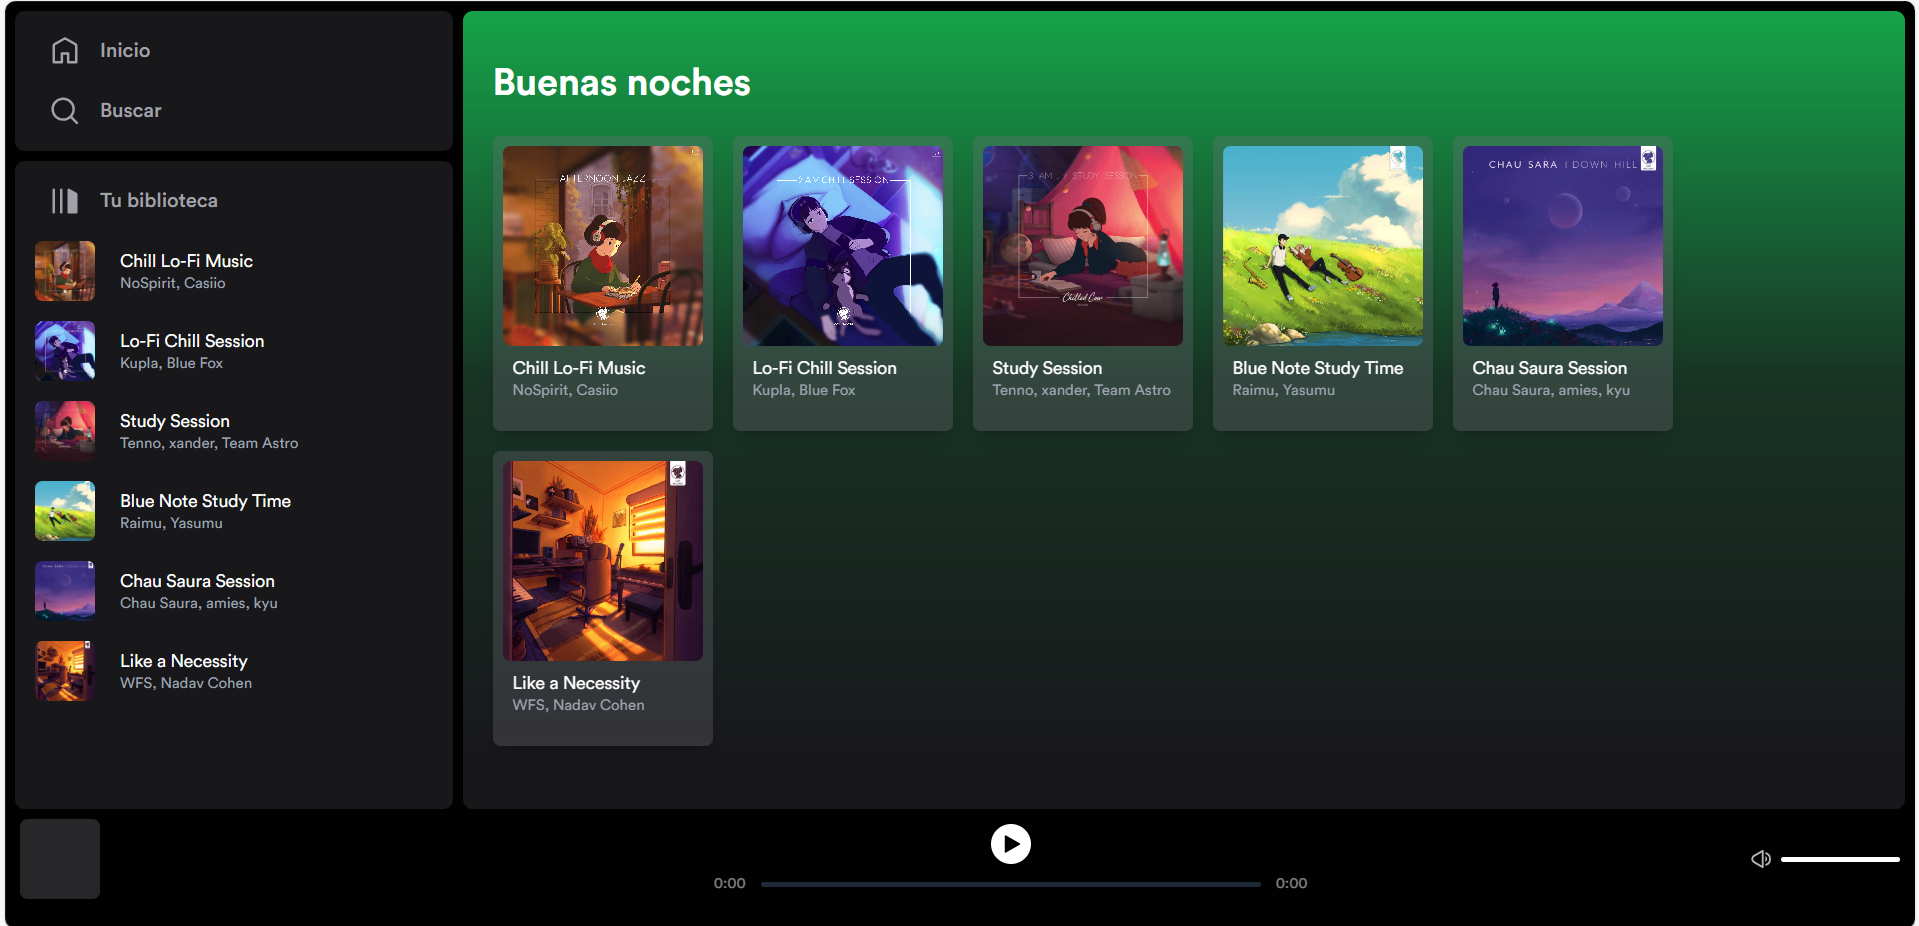 Inicio
Buscar
Tu biblioteca
Chill Lo-Fi Music
NoSpirit, Casiio
Lo-Fi Chill Session
Kupla, Blue Fox
Study Session
Tenno, xander, Team Astro
Blue Note Study Time
Raimu, Yasumu
Chau Saura Session
Chau Saura, amies, kyu
Like a Necessity
WFS, Nadav Cohen
Buenas noches
AFTERNOON JAZZ
2 AM CHILL SESSION
3 AM STUDY SESSION
Chilled Cow
CHAU SARA I DOWN HILL
Chill Lo-Fi Music
NoSpirit, Casiio
Lo-Fi Chill Session
Kupla, Blue Fox
Study Session
Tenno, xander, Team Astro
Blue Note Study Time
Raimu, Yasumu
Chau Saura Session
Chau Saura, amies, kyu
Like a Necessity
WFS, Nadav Cohen
0:00
0:00